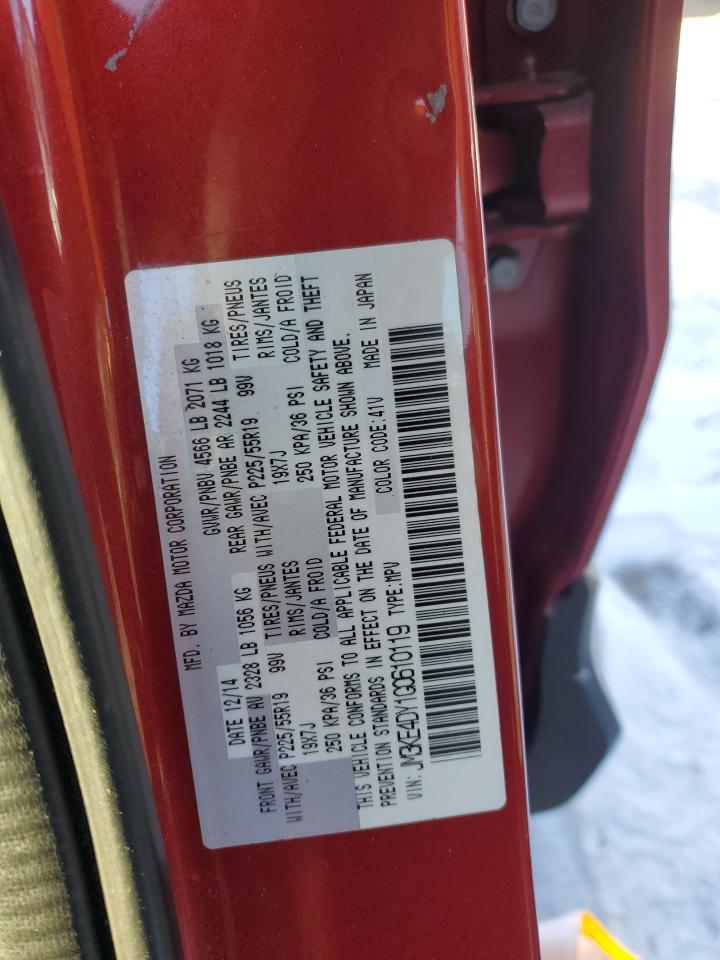 MFD. BY MAZDA MOTOR CORPORATION
DATE 12/14 GVWR/PNBV 4566 LB 2071 KG
FRONT GAWR/PNBE AV 2328 LB 1056 KG REAR GAWR/PNBE AR 2244 LB 1018 KG
WITH/AVEC P225/55R19 99V TIRES/PNEUS WITH/AVEC P225/55R19 99V TIRES/PNEUS
19X7J RIMS/JANTES 19X7J RIMS/JANTES
250 KPA/36 PSI COLD/A FROID 250 KPA/36 PSI COLD/A FROID
THIS VEHICLE CONFORMS TO ALL APPLICABLE FEDERAL MOTOR VEHICLE SAFETY AND THEFT
PREVENTION STANDARDS IN EFFECT ON THE DATE OF MANUFACTURE SHOWN ABOVE.
VIN: JM3KE4DY1G0610119 TYPE:MPV COLOR CODE:41V MADE IN JAPAN